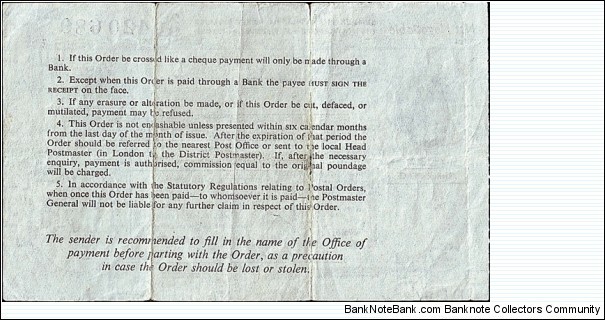 1. If this Order be crossed like a cheque payment will only be made through a
Bank.
2. Except when this Order is paid through a Bank the payee MUST SIGN THE
RECEIPT on the face.
3. If any erasure or alteration be made, or if this Order be cut, defaced, or
mutilated, payment may be refused.
4. This Order is not encashable unless presented within six calendar months
from the last day of the month of issue. After the expiration of that period the
Order should be referred to the nearest Post Office or sent to the local Head
Postmaster (in London to the District Postmaster). If, after the necessary
enquiry, payment is authorised, commission equal to the original poundage
will be charged.
5. In accordance with the Statutory Regulations relating to Postal Orders,
when once this Order has been paid—to whomsoever it is paid—the Postmaster
General will not be liable for any further claim in respect of this Order.
The sender is recommended to fill in the name of the Office of
payment before parting with the Order, as a precaution
in case the Order should be lost or stolen.
BankNoteBank.com-Banknote Collectors Community